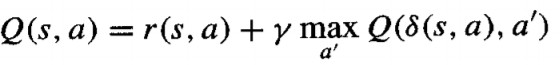 Q(s, a) = r(s, a) + γ max Q(δ(s, a), a′)
a′